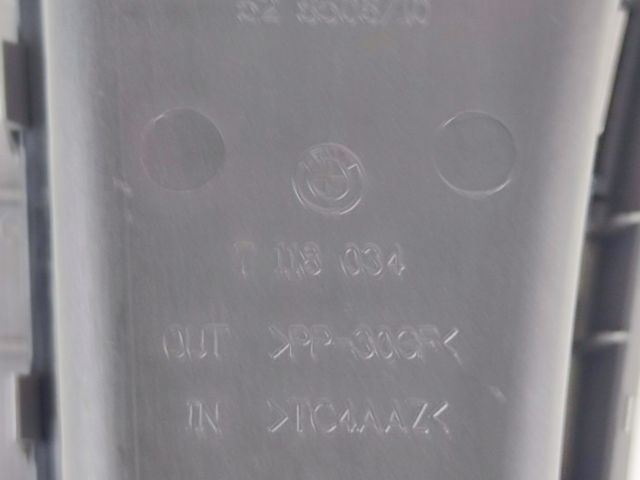 7 118 034
OUT >PP-30GF<
IN >TC4AAZ<